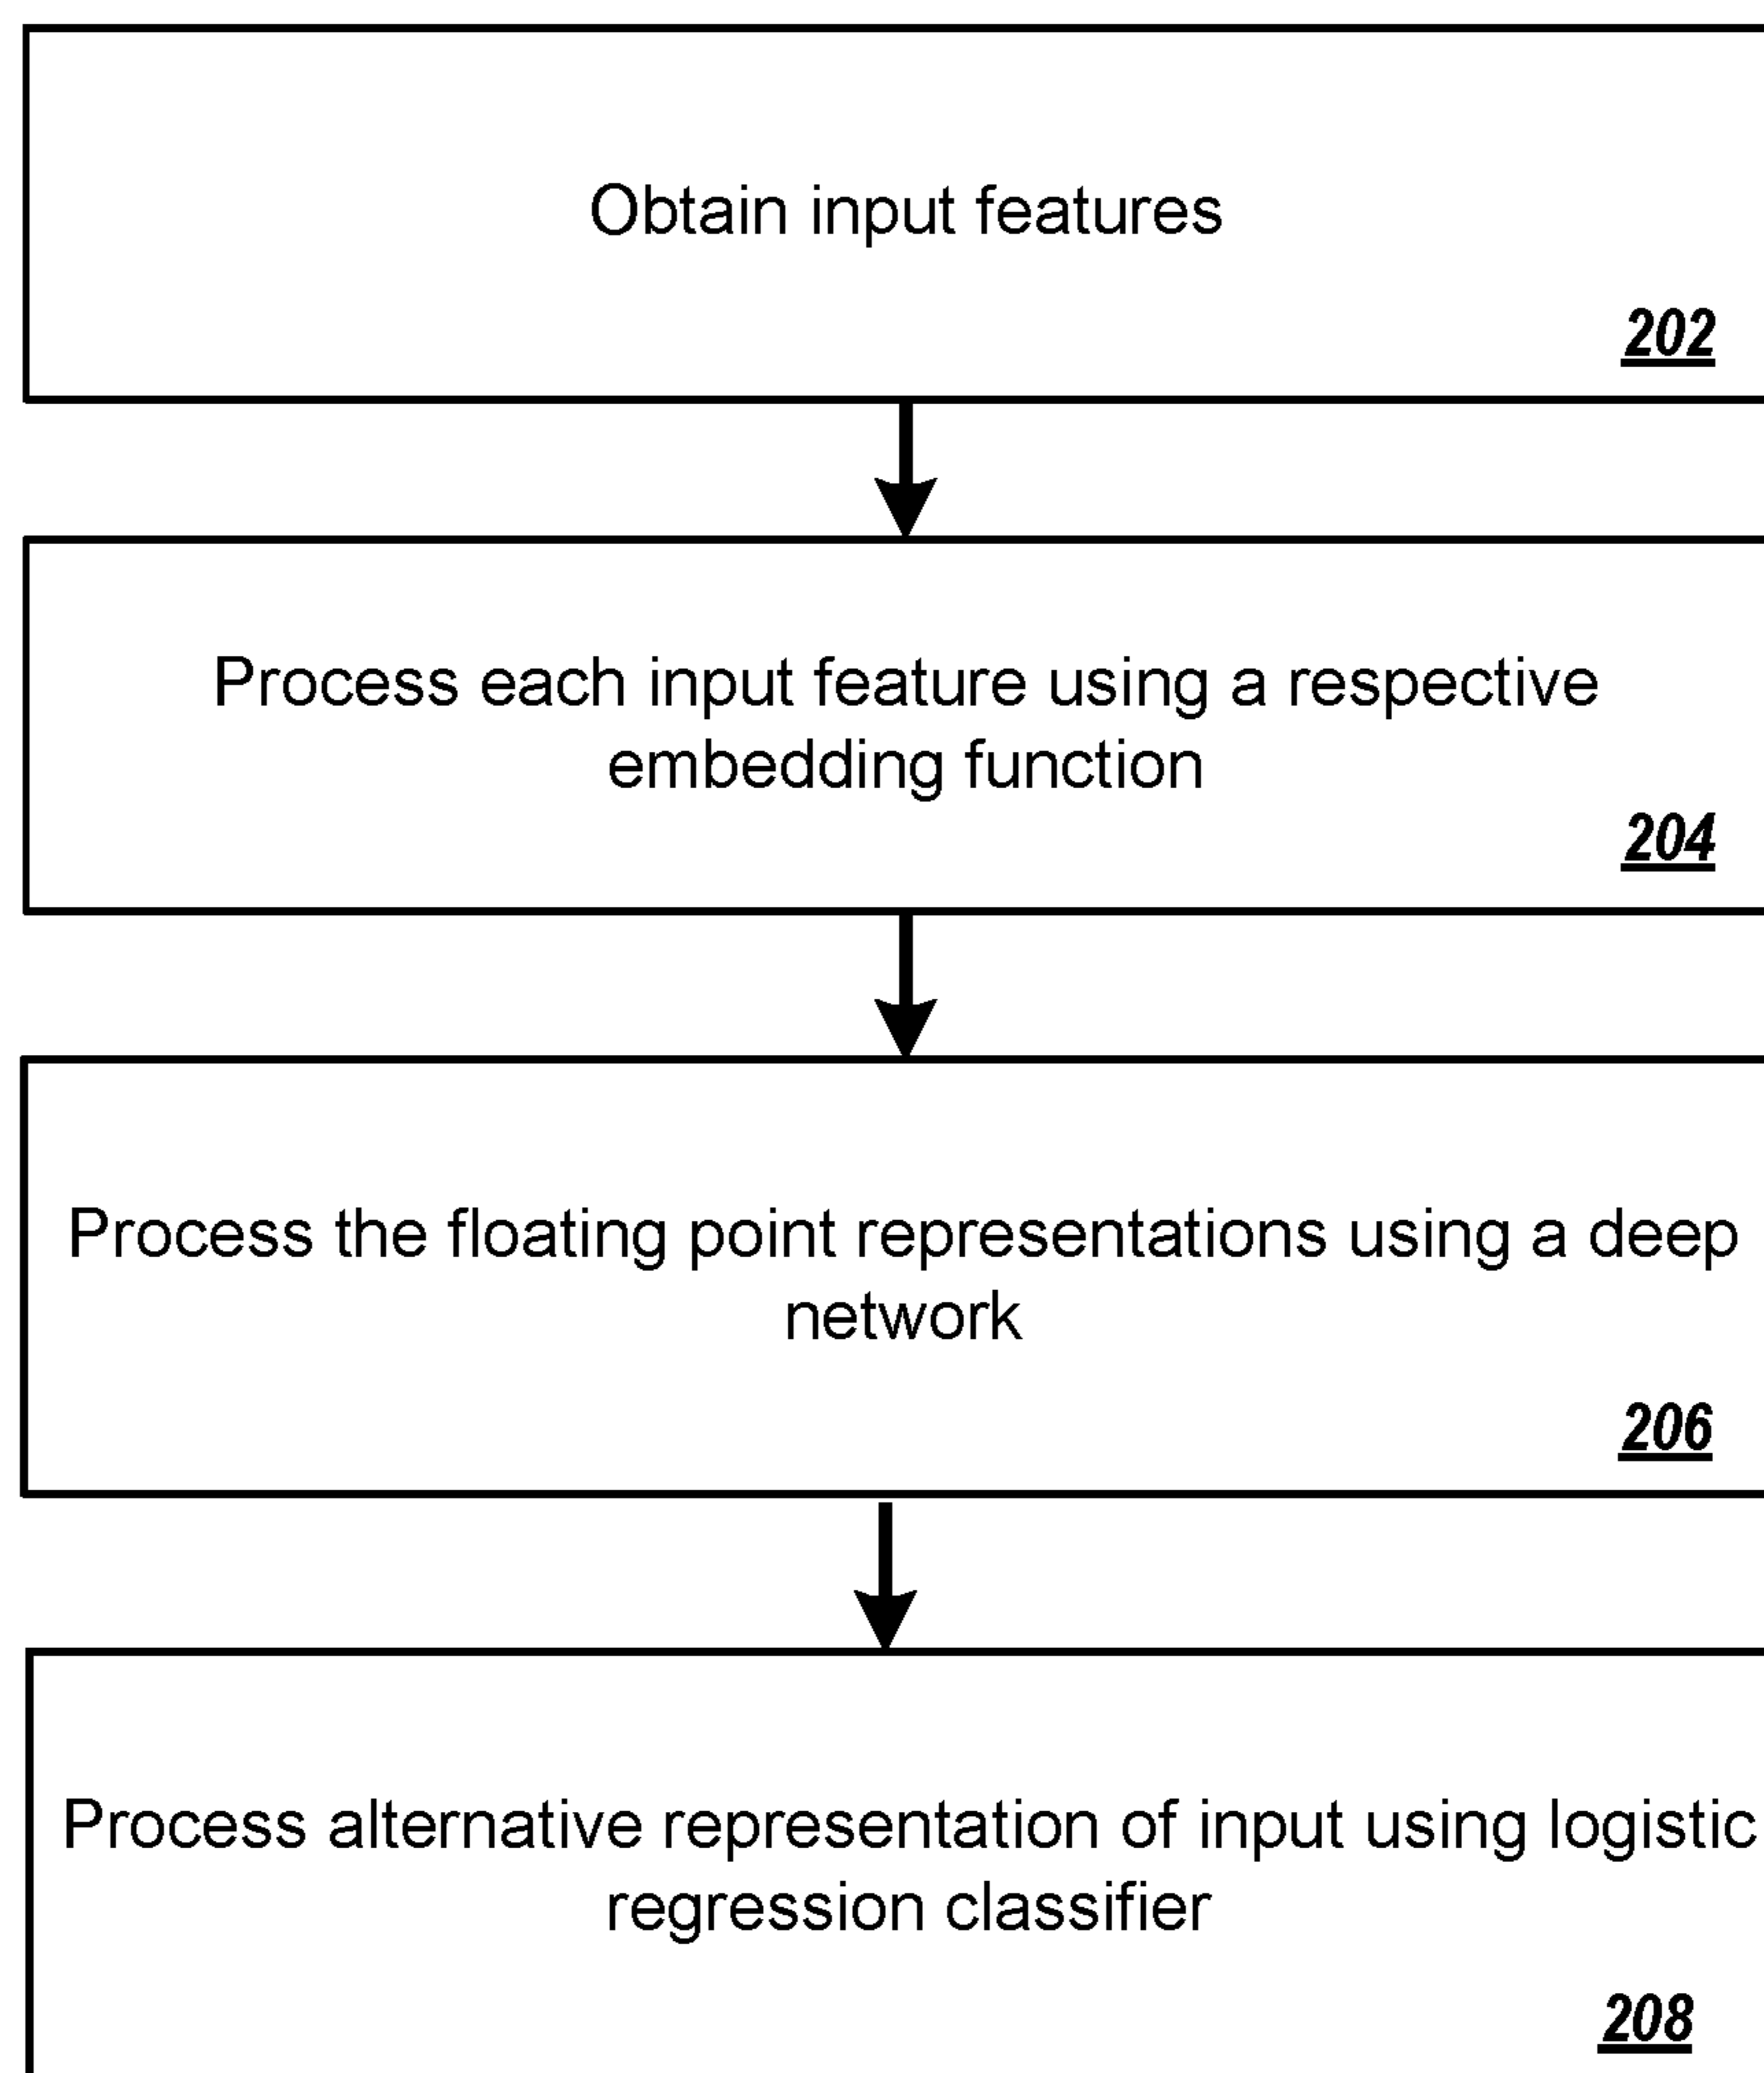 Obtain input features
202
Process each input feature using a respective
embedding function
204
Process the floating point representations using a deep
network
206
Process alternative representation of input using logistic
regression classifier
208